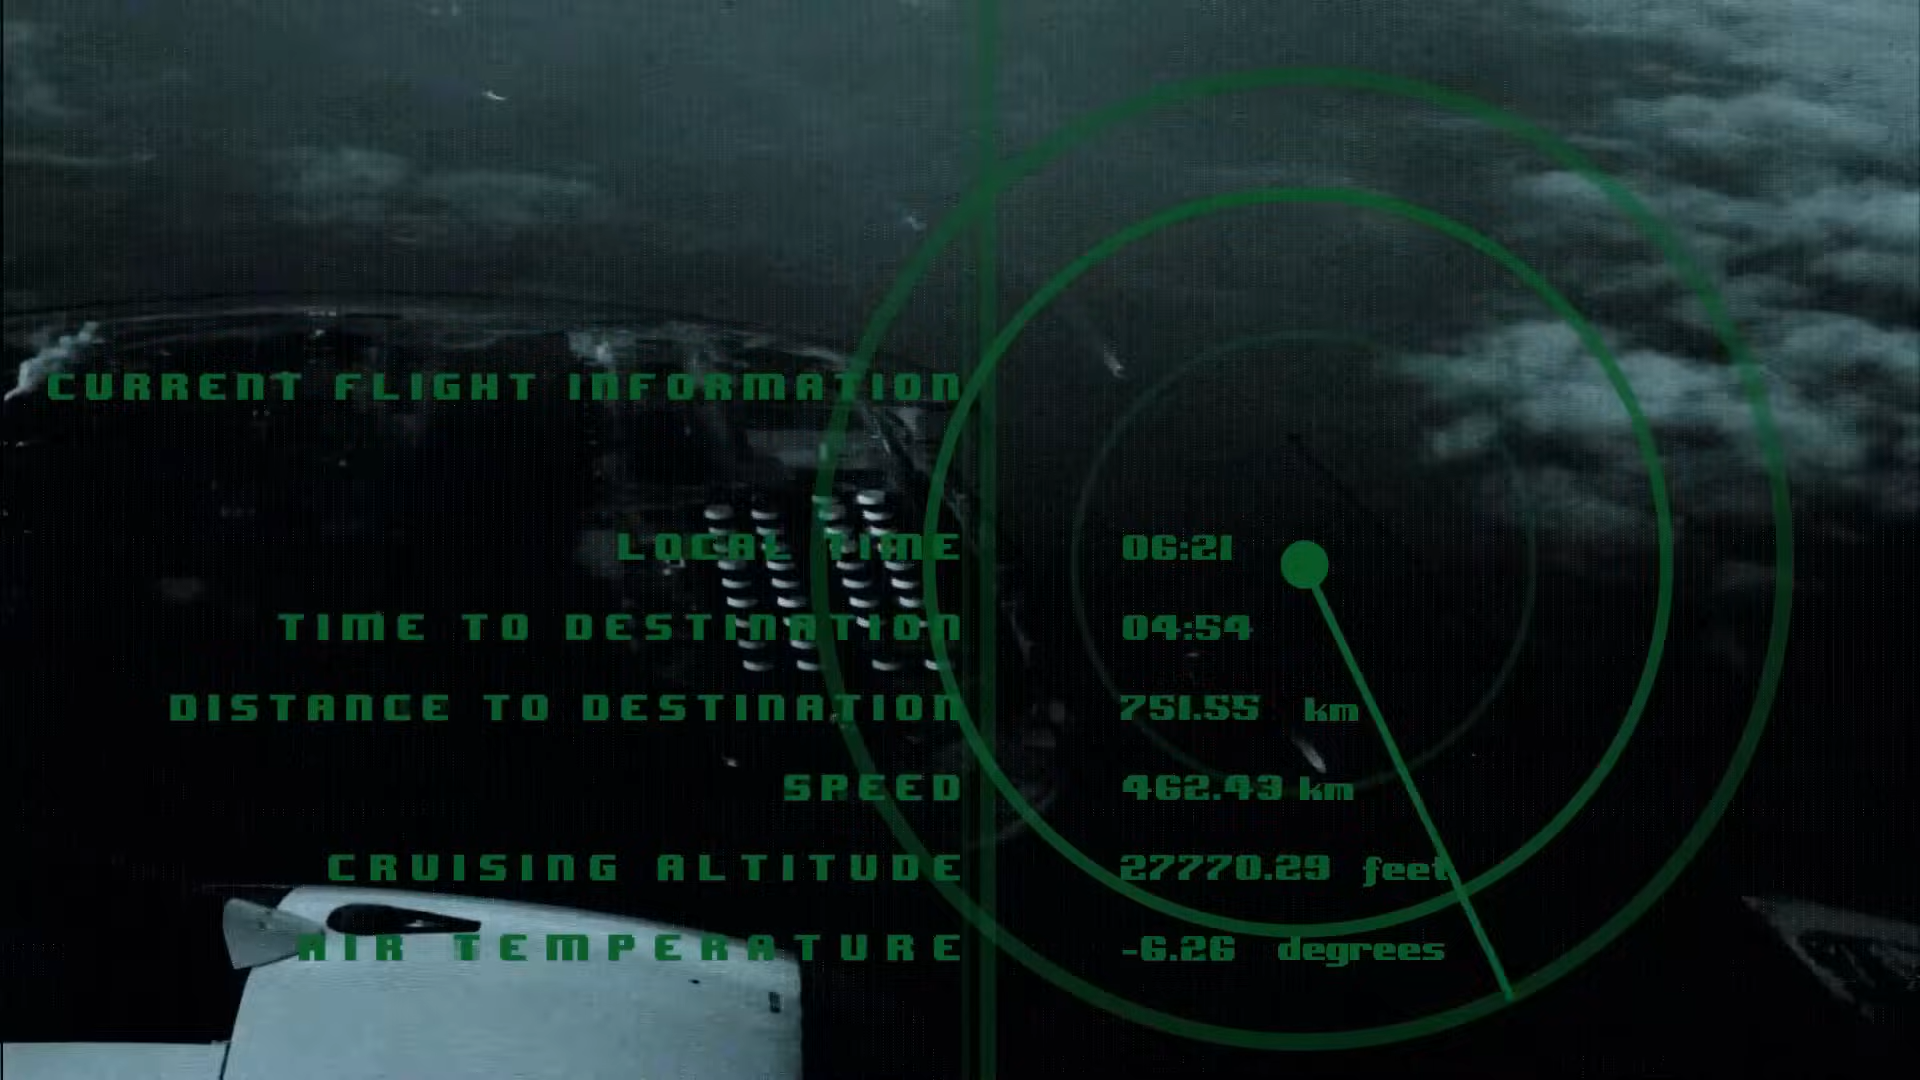 CURRENT FLIGHT INFORMATION
LOCAL TIME 06:21
TIME TO DESTINATION 04:54
DISTANCE TO DESTINATION 751.55 km
SPEED 462.43 km
CRUISING ALTITUDE 27770.29 feet
AIR TEMPERATURE -6.26 degrees